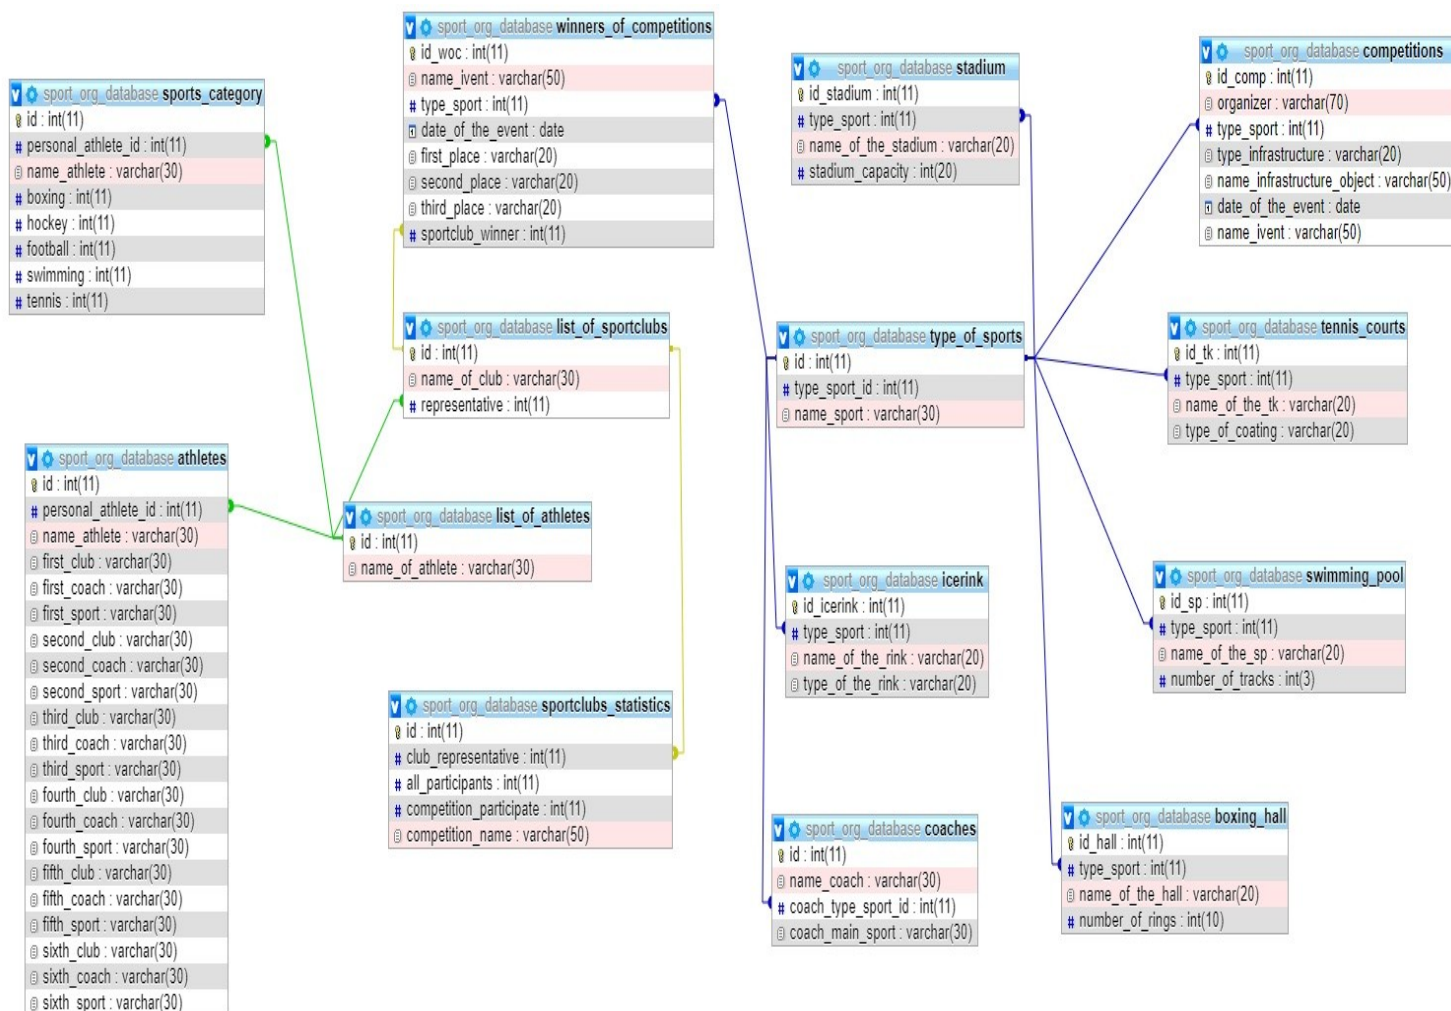 sport_org_database sports_category
id : int(11)
personal_athlete_id : int(11)
name_athlete : varchar(30)
# boxing : int(11)
# hockey : int(11)
# football : int(11)
# swimming : int(11)
# tennis : int(11)
sport_org_database athletes
id : int(11)
# personal_athlete_id : int(11)
name_athlete : varchar(30)
first_club : varchar(30)
first_coach : varchar(30)
first_sport : varchar(30)
second_club : varchar(30)
second_coach : varchar(30)
second_sport : varchar(30)
third_club : varchar(30)
third_coach : varchar(30)
third_sport : varchar(30)
fourth_club : varchar(30)
fourth_coach : varchar(30)
fourth_sport : varchar(30)
fifth_club : varchar(30)
fifth_coach : varchar(30)
fifth_sport : varchar(30)
sixth_club : varchar(30)
sixth_coach : varchar(30)
sixth_sport : varchar(30)
sport_org_database winners_of_competitions
id_woc : int(11)
name_ivent : varchar(50)
# type_sport : int(11)
date_of_the_event : date
first_place : varchar(20)
second_place : varchar(20)
third_place : varchar(20)
# sportclub_winner : int(11)
sport_org_database list_of_sportclubs
id : int(11)
name_of_club : varchar(30)
# representative : int(11)
sport_org_database list_of_athletes
id : int(11)
name_of_athlete : varchar(30)
sport_org_database sportclubs_statistics
id : int(11)
# club_representative : int(11)
# all_participants : int(11)
# competition_participate : int(11)
competition_name : varchar(50)
sport_org_database stadium
id_stadium : int(11)
# type_sport : int(11)
name_of_the_stadium : varchar(20)
# stadium_capacity : int(20)
sport_org_database type_of_sports
id : int(11)
# type_sport_id : int(11)
name_sport : varchar(30)
sport_org_database icerink
id_icerink : int(11)
# type_sport : int(11)
name_of_the_rink : varchar(20)
type_of_the_rink : varchar(20)
sport_org_database coaches
id : int(11)
name_coach : varchar(30)
# coach_type_sport_id : int(11)
coach_main_sport : varchar(30)
sport_org_database competitions
id_comp : int(11)
organizer : varchar(70)
# type_sport : int(11)
type_infrastructure : varchar(20)
name_infrastructure_object : varchar(50)
date_of_the_event : date
name_ivent : varchar(50)
sport_org_database tennis_courts
id_tk : int(11)
# type_sport : int(11)
name_of_the_tk : varchar(20)
type_of_coating : varchar(20)
sport_org_database swimming_pool
id_sp : int(11)
# type_sport : int(11)
name_of_the_sp : varchar(20)
# number_of_tracks : int(3)
sport_org_database boxing_hall
id_hall : int(11)
# type_sport : int(11)
name_of_the_hall : varchar(20)
# number_of_rings : int(10)